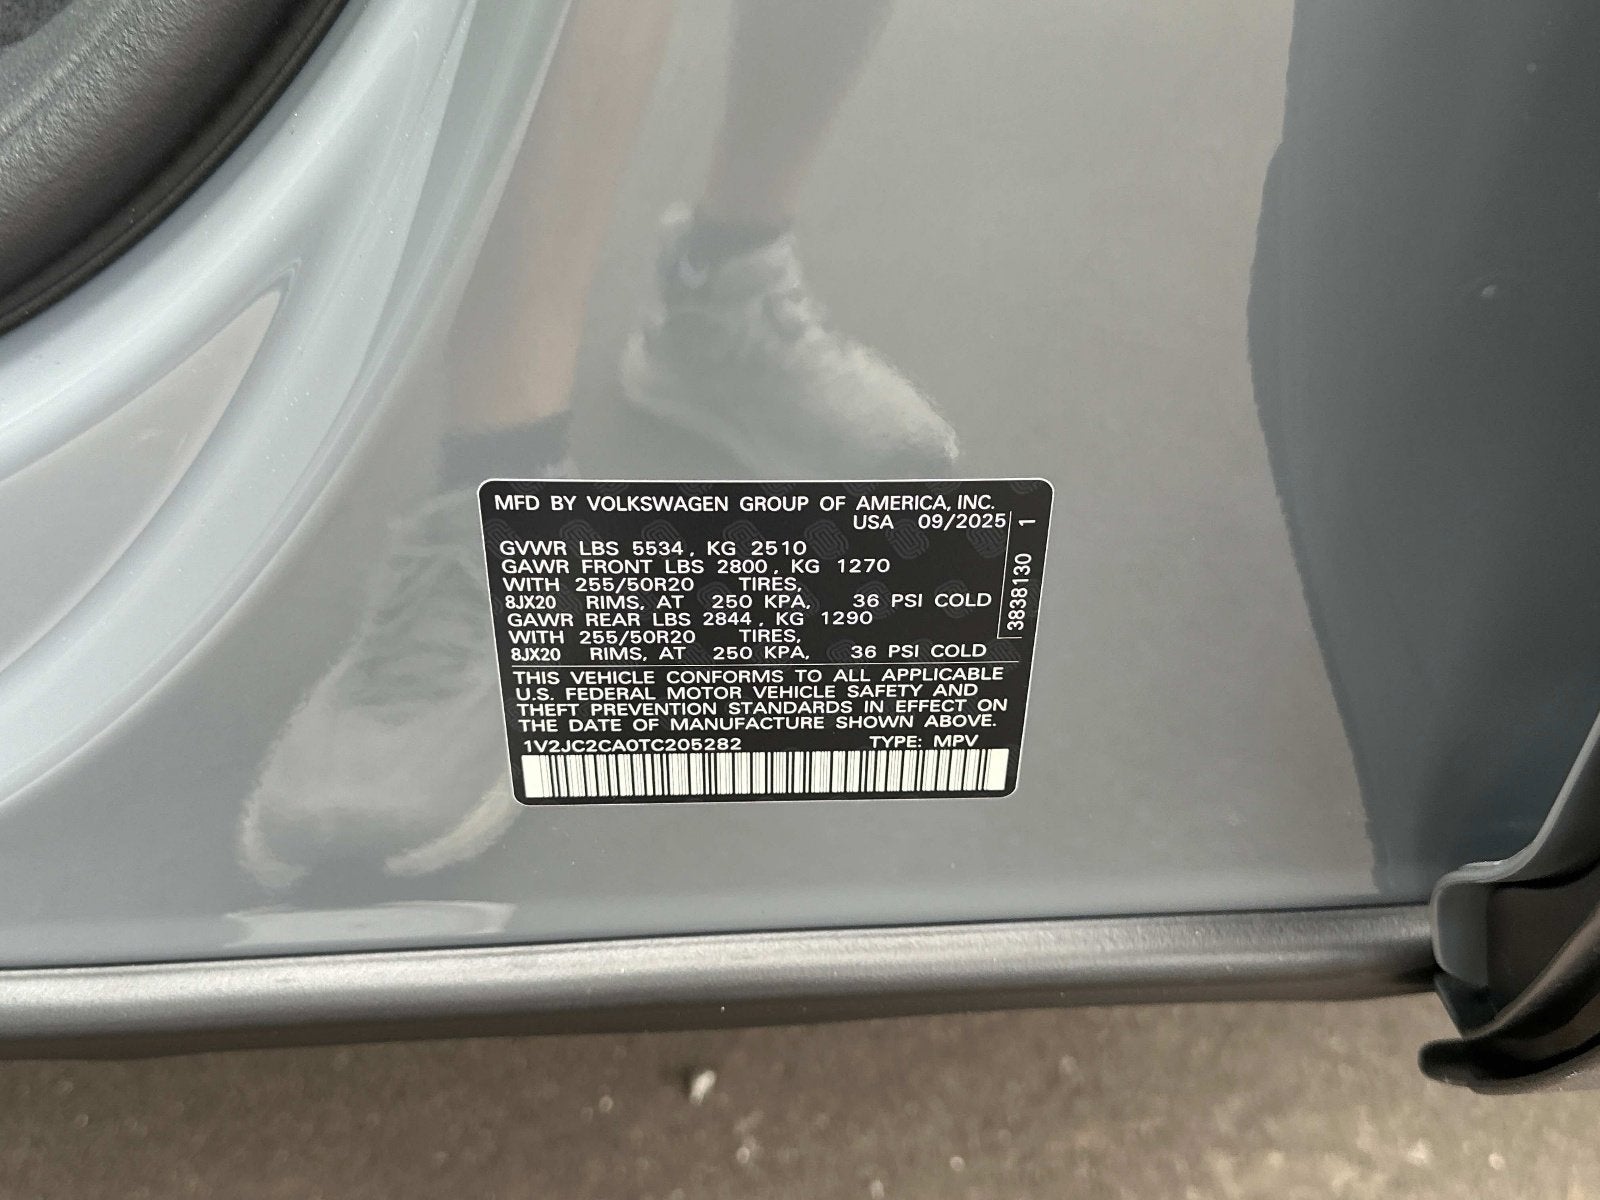 MFD BY VOLKSWAGEN GROUP OF AMERICA, INC.
USA 09/2025
GVWR LBS 5534, KG 2510
GAWR FRONT LBS 2800, KG 1270
WITH 255/50R20 TIRES,
8JX20 RIMS, AT 250 KPA, 36 PSI COLD
GAWR REAR LBS 2844, KG 1290
WITH 255/50R20 TIRES,
8JX20 RIMS, AT 250 KPA, 36 PSI COLD
THIS VEHICLE CONFORMS TO ALL APPLICABLE
U.S. FEDERAL MOTOR VEHICLE SAFETY AND
THEFT PREVENTION STANDARDS IN EFFECT ON
THE DATE OF MANUFACTURE SHOWN ABOVE.
1V2JC2CA0TC205282 TYPE: MPV
3838130 1